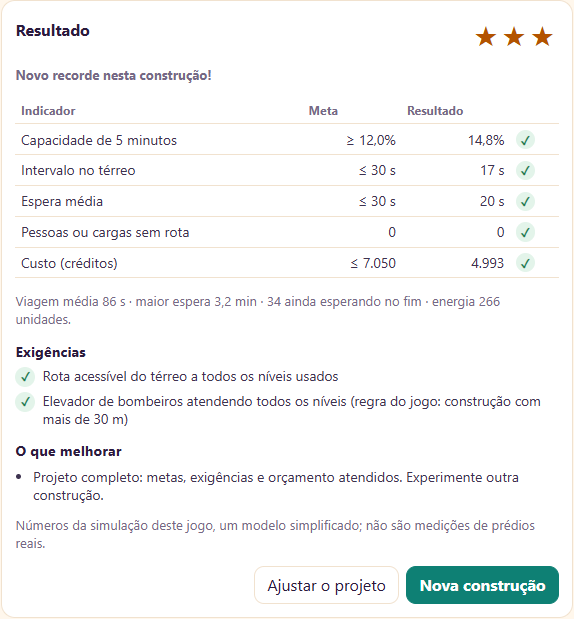 Resultado
Novo recorde nesta construção!
Indicador Meta Resultado
Capacidade de 5 minutos ≥ 12,0% 14,8% ✓
Intervalo no térreo ≤ 30 s 17 s ✓
Espera média ≤ 30 s 20 s ✓
Pessoas ou cargas sem rota 0 0 ✓
Custo (créditos) ≤ 7.050 4.993 ✓
Viagem média 86 s · maior espera 3,2 min · 34 ainda esperando no fim · energia 266
unidades.
Exigências
✓ Rota acessível do térreo a todos os níveis usados
✓ Elevador de bombeiros atendendo todos os níveis (regra do jogo: construção com
mais de 30 m)
O que melhorar
• Projeto completo: metas, exigências e orçamento atendidos. Experimente outra
construção.
Números da simulação deste jogo, um modelo simplificado; não são medições de prédios
reais.
Ajustar o projeto Nova construção